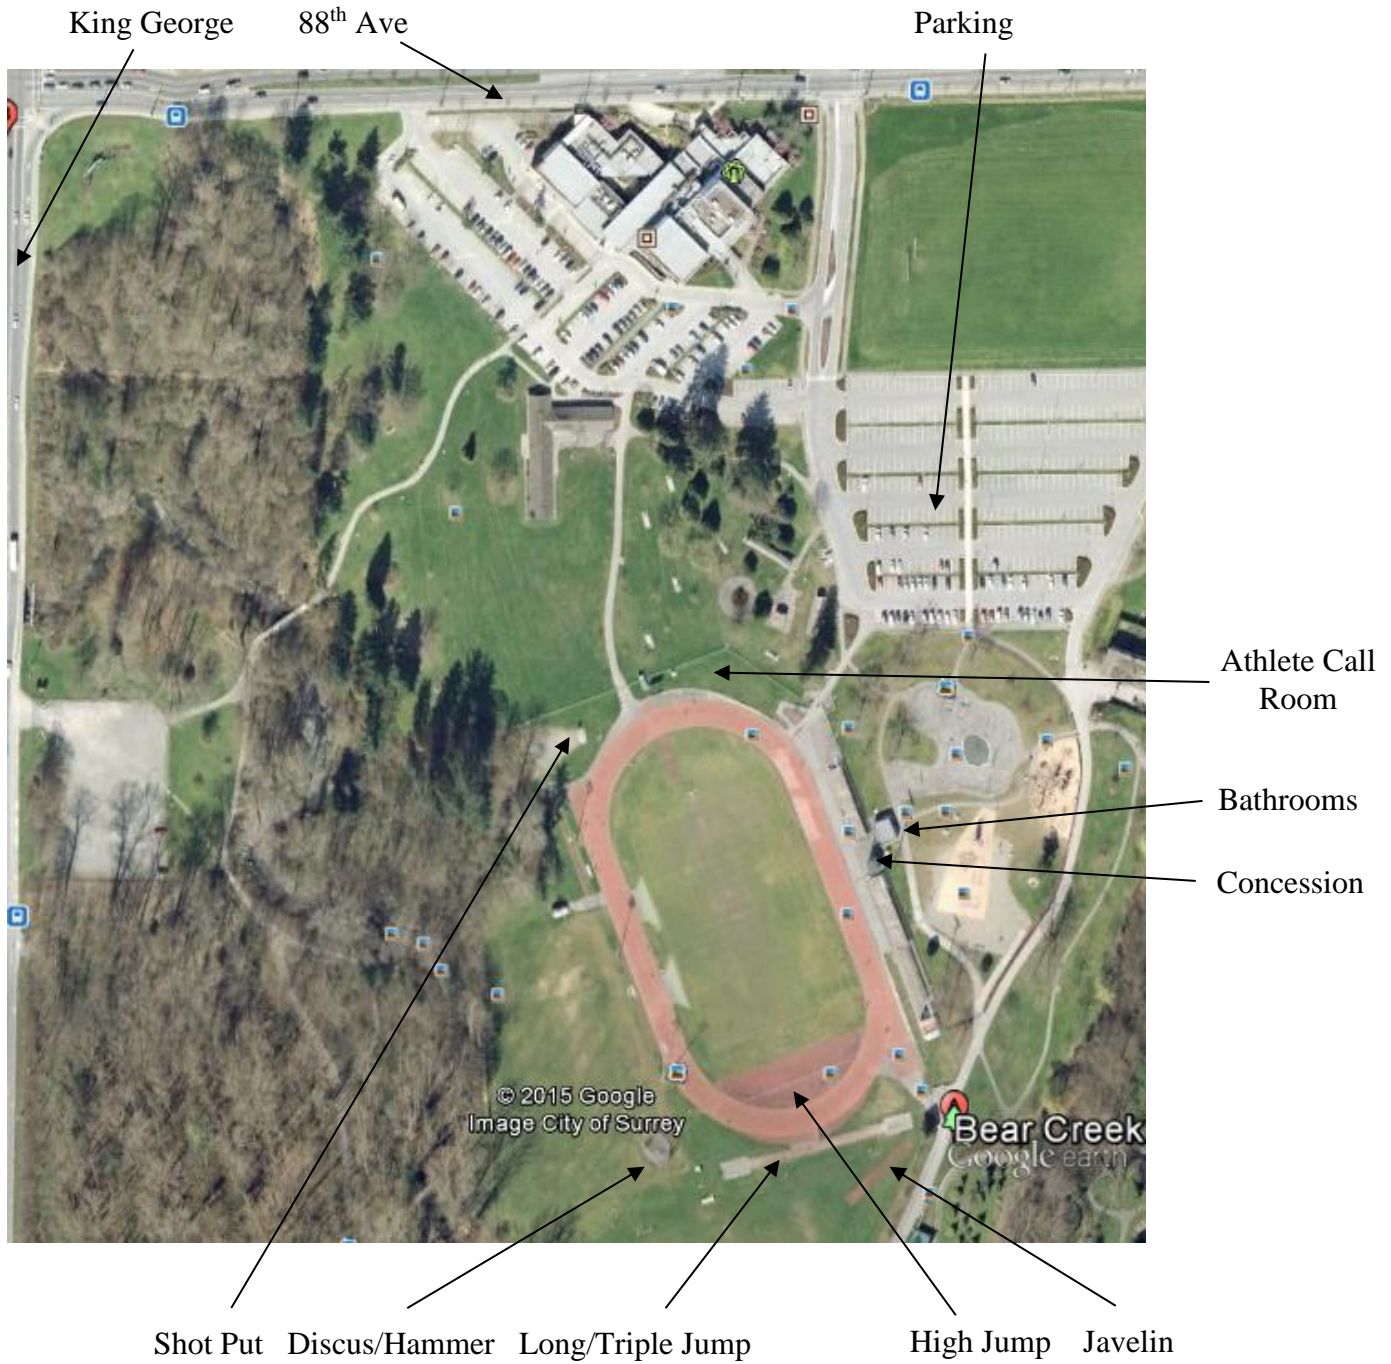 King George
88th Ave
Parking
Athlete Call
Room
Bathrooms
Concession
© 2015 Google
Image City of Surrey
Bear Creek
Google earth
Shot Put
Discus/Hammer
Long/Triple Jump
High Jump
Javelin